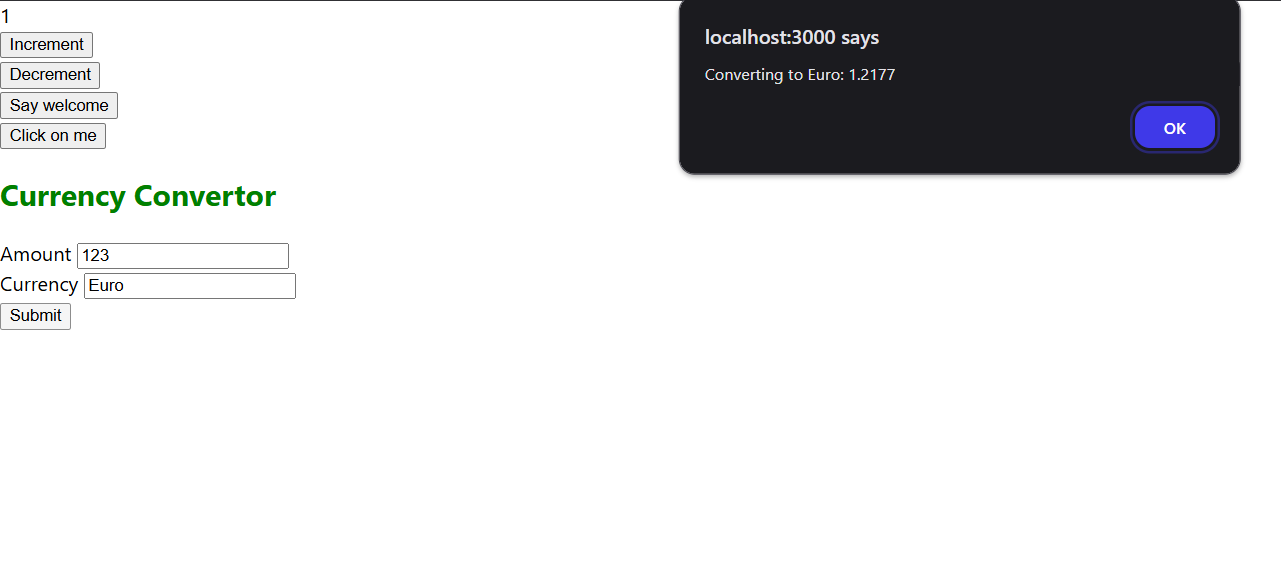 1
Increment
Decrement
Say welcome
Click on me
Currency Convertor
Amount 123
Currency Euro
Submit
localhost:3000 says
Converting to Euro: 1.2177
OK